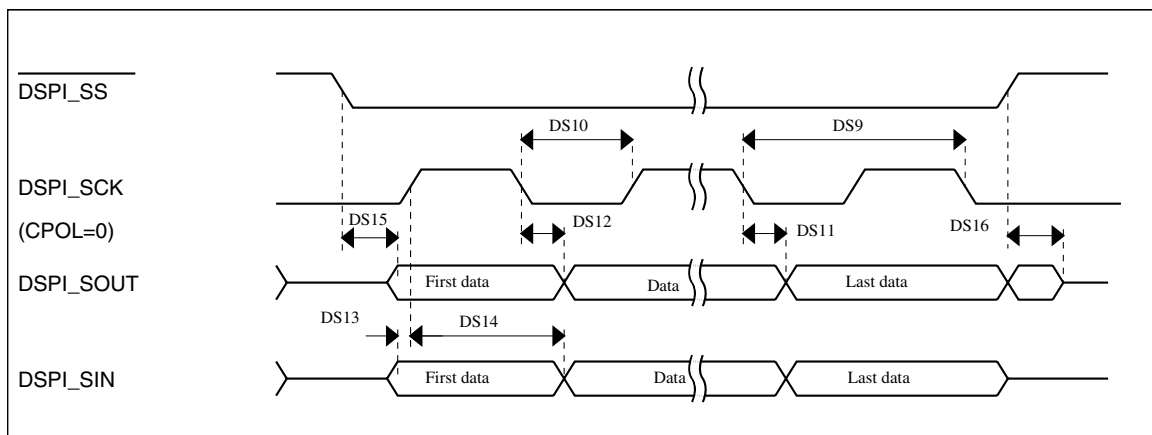 DSPI_SS
DS10
DS9
DSPI_SCK
(CPOL=0)
DS15
DS12
DS11
DS16
DSPI_SOUT
First data
Data
Last data
DS13
DS14
DSPI_SIN
First data
Data
Last data